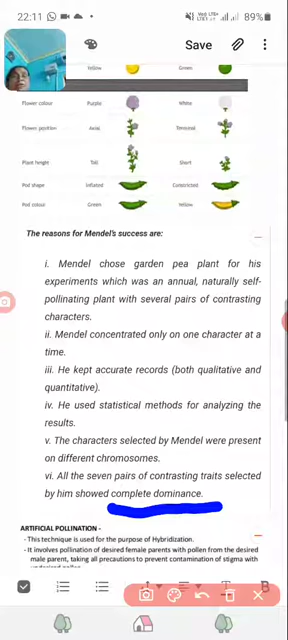 22:11 89%
Save
Yellow Green
Flower colour Purple White
Flower position Axial Terminal
Plant height Tall Short
Pod shape Inflated Constricted
Pod colour Green Yellow
The reasons for Mendel's success are:
i. Mendel chose garden pea plant for his
experiments which was an annual, naturally self-
pollinating plant with several pairs of contrasting
characters.
ii. Mendel concentrated only on one character at a
time.
iii. He kept accurate records (both qualitative and
quantitative).
iv. He used statistical methods for analyzing the
results.
v. The characters selected by Mendel were present
on different chromosomes.
vi. All the seven pairs of contrasting traits selected
by him showed complete dominance.
ARTIFICIAL POLLINATION -
- This technique is used for the purpose of Hybridization.
- It involves pollination of desired female parents with pollen from the desired
male parent, taking all precautions to prevent contamination of stigma with
T B